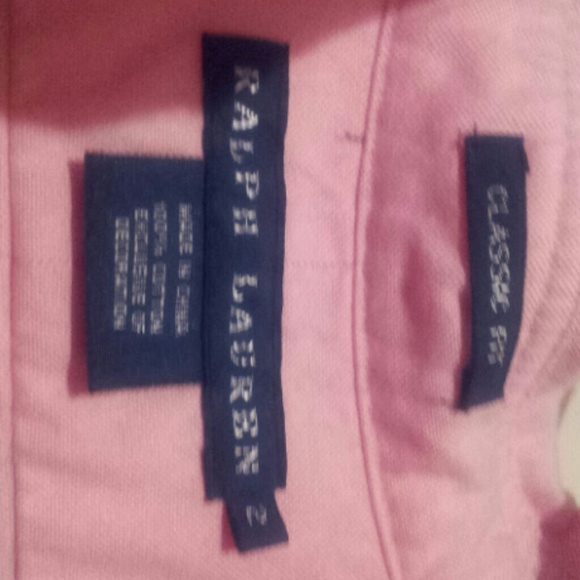 RALPH LAUREN
2
MADE IN CHINA
100% COTTON
EXCLUSIVE OF
DECORATION
CLASSIC FIT